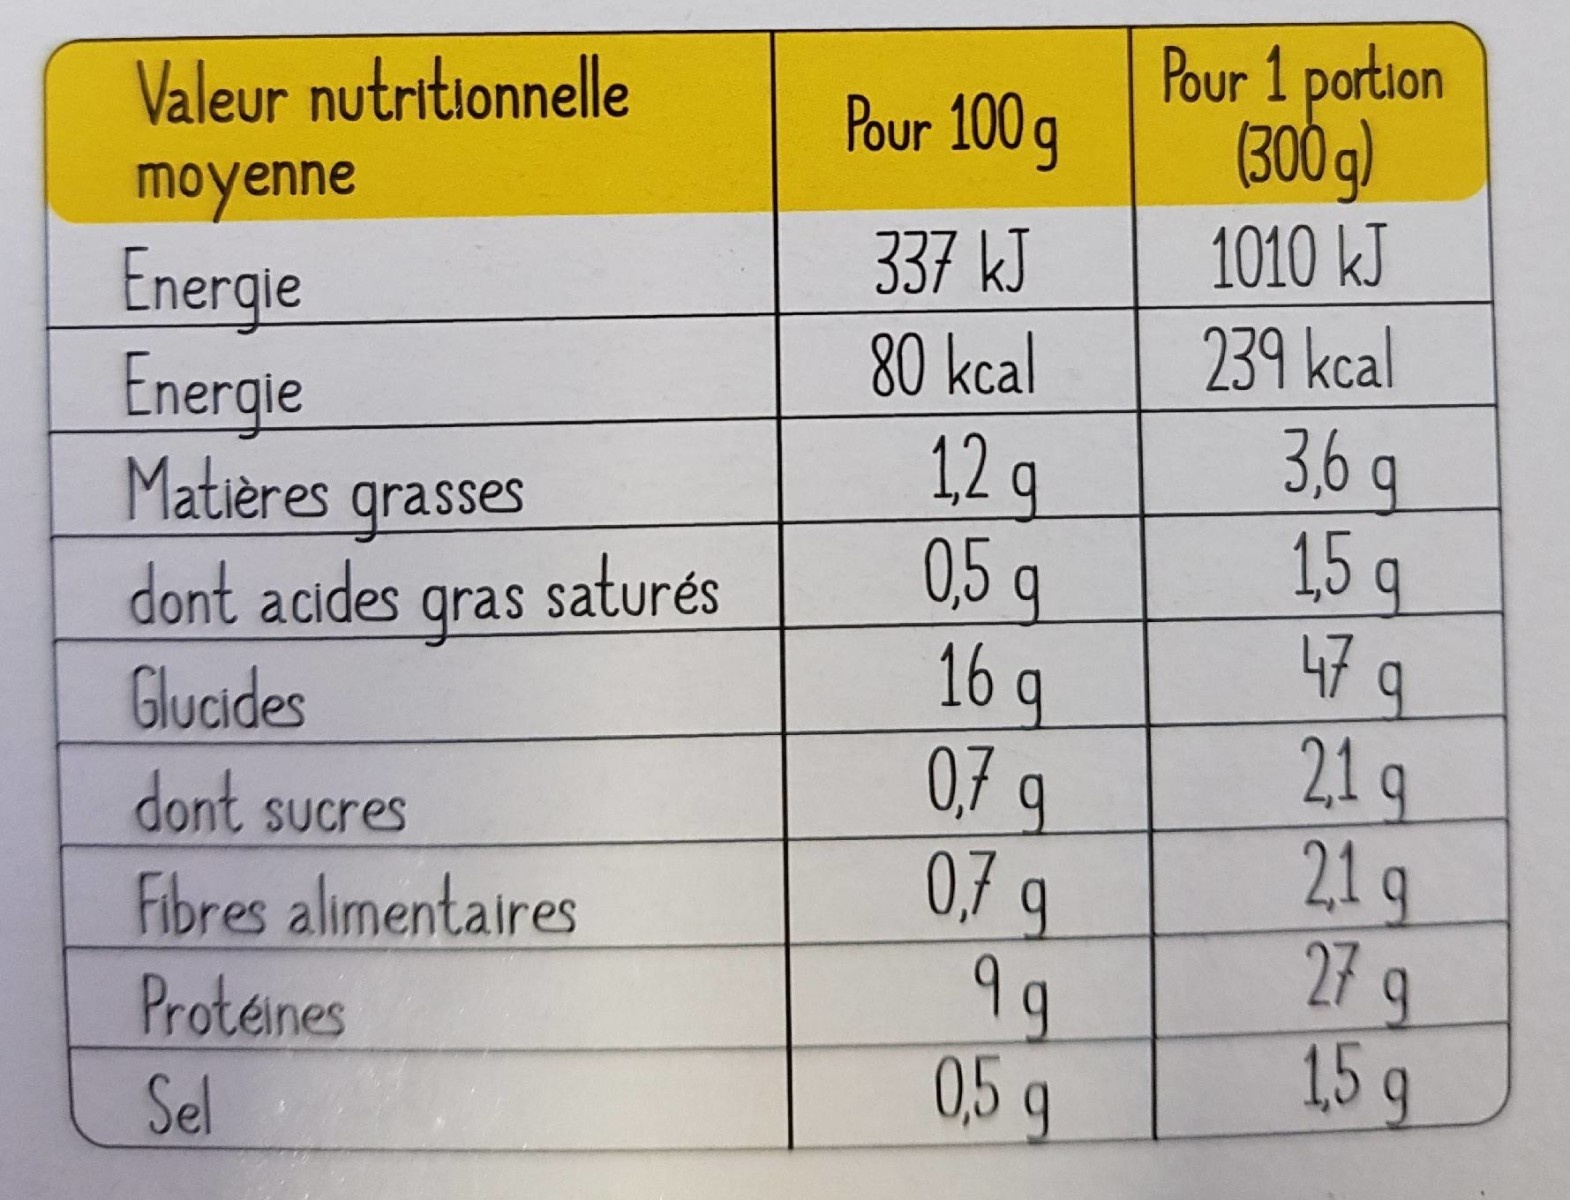 Valeur nutritionnelle
moyenne
Pour 100 g
Pour 1 portion
(300 g)
Energie 337 kJ 1010 kJ
Energie 80 kcal 239 kcal
Matières grasses 1,2 g 3,6 g
dont acides gras saturés 0,5 g 1,5 g
Glucides 16 g 47 g
dont sucres 0,7 g 2,1 g
Fibres alimentaires 0,7 g 2,1 g
Protéines 9 g 27 g
Sel 0,5 g 1,5 g